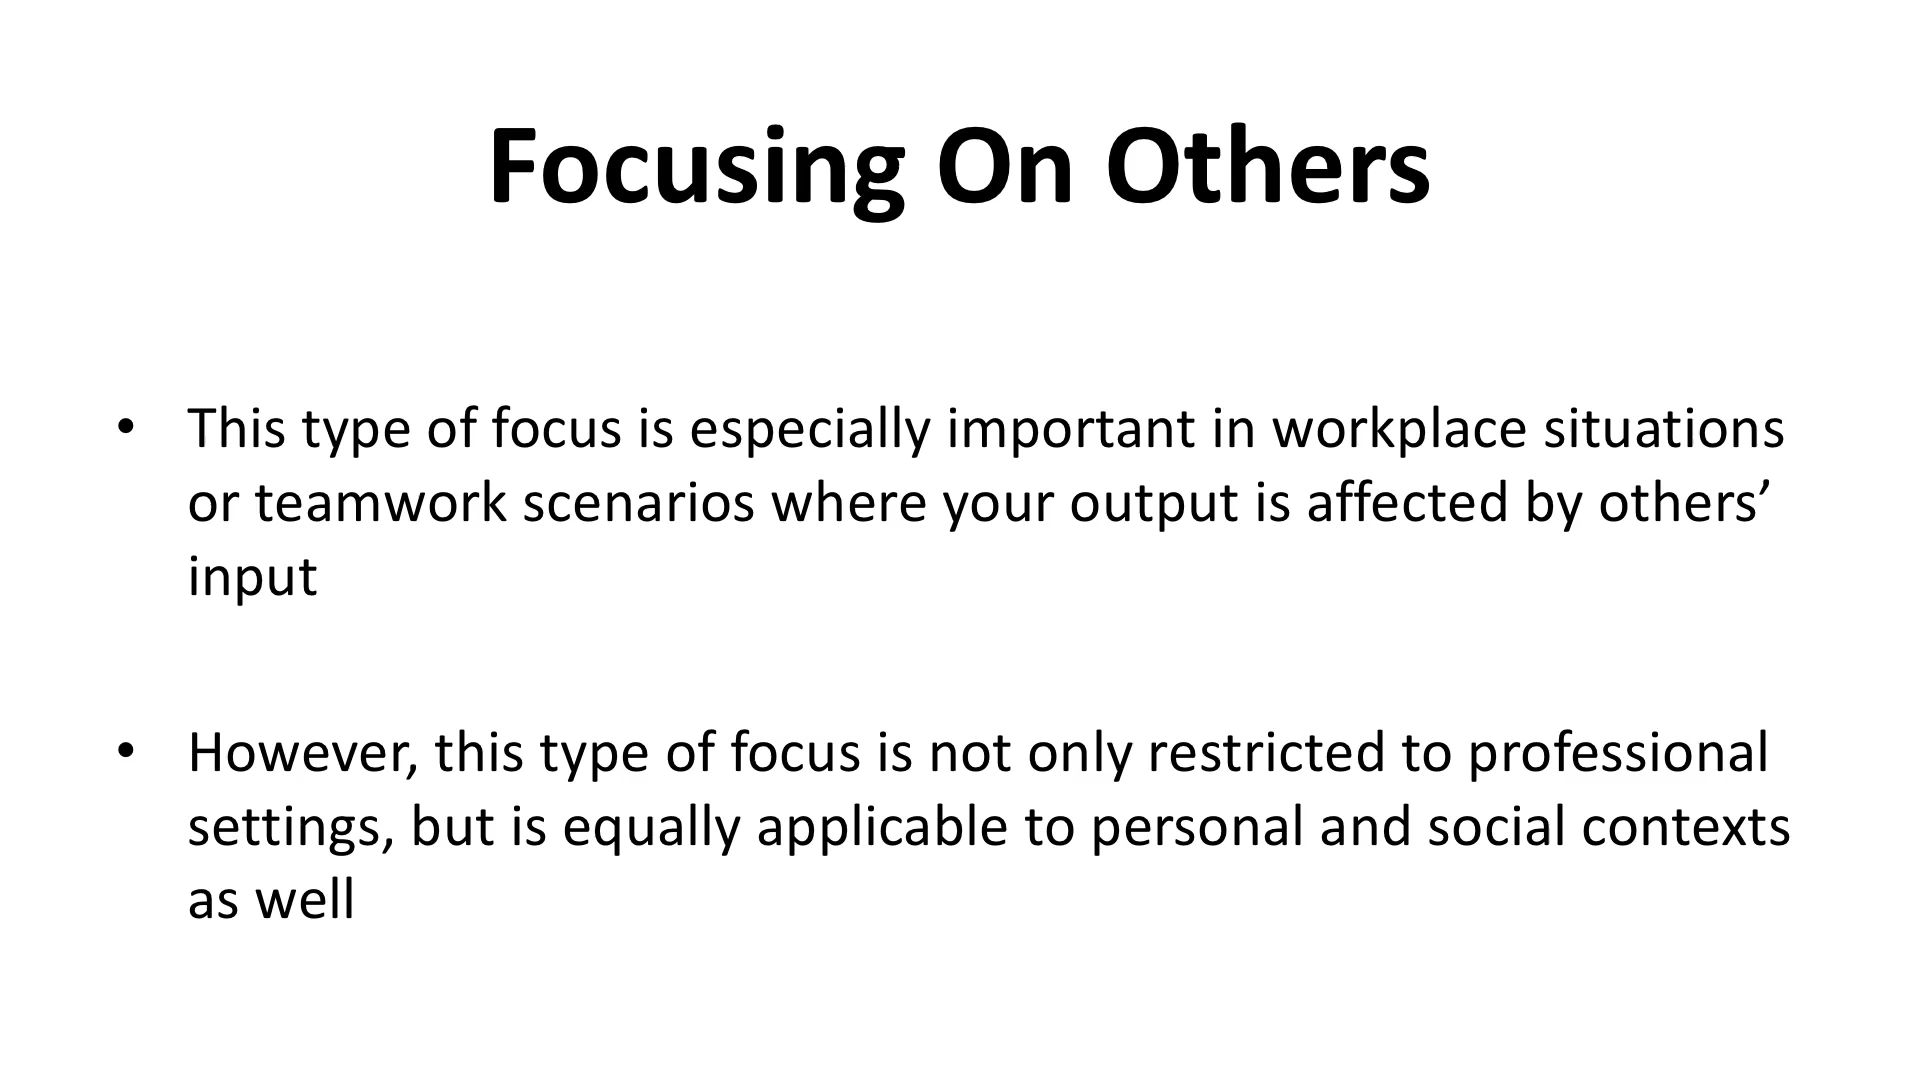 Focusing On Others
• This type of focus is especially important in workplace situations
or teamwork scenarios where your output is affected by others’
input
• However, this type of focus is not only restricted to professional
settings, but is equally applicable to personal and social contexts
as well